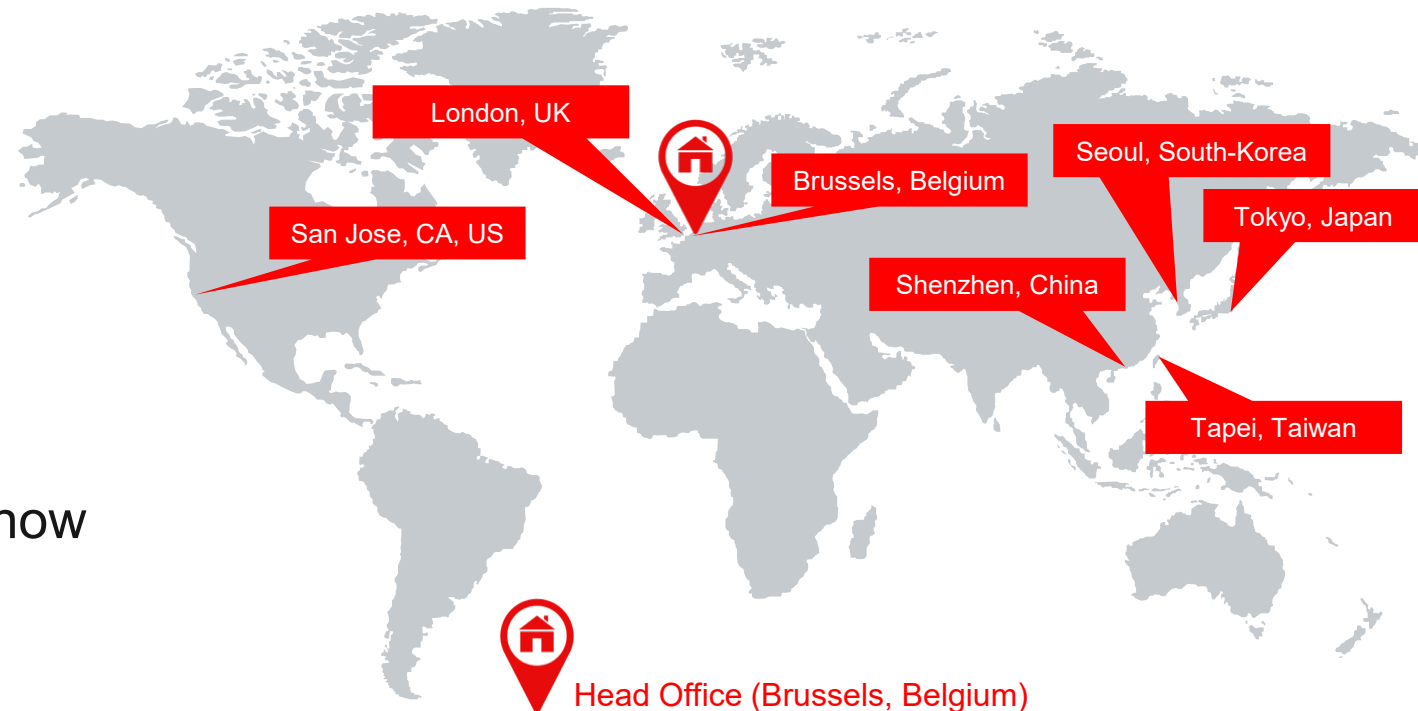 London, UK
Seoul, South-Korea
Brussels, Belgium
Tokyo, Japan
San Jose, CA, US
Shenzhen, China
Tapei, Taiwan
now
Head Office (Brussels, Belgium)